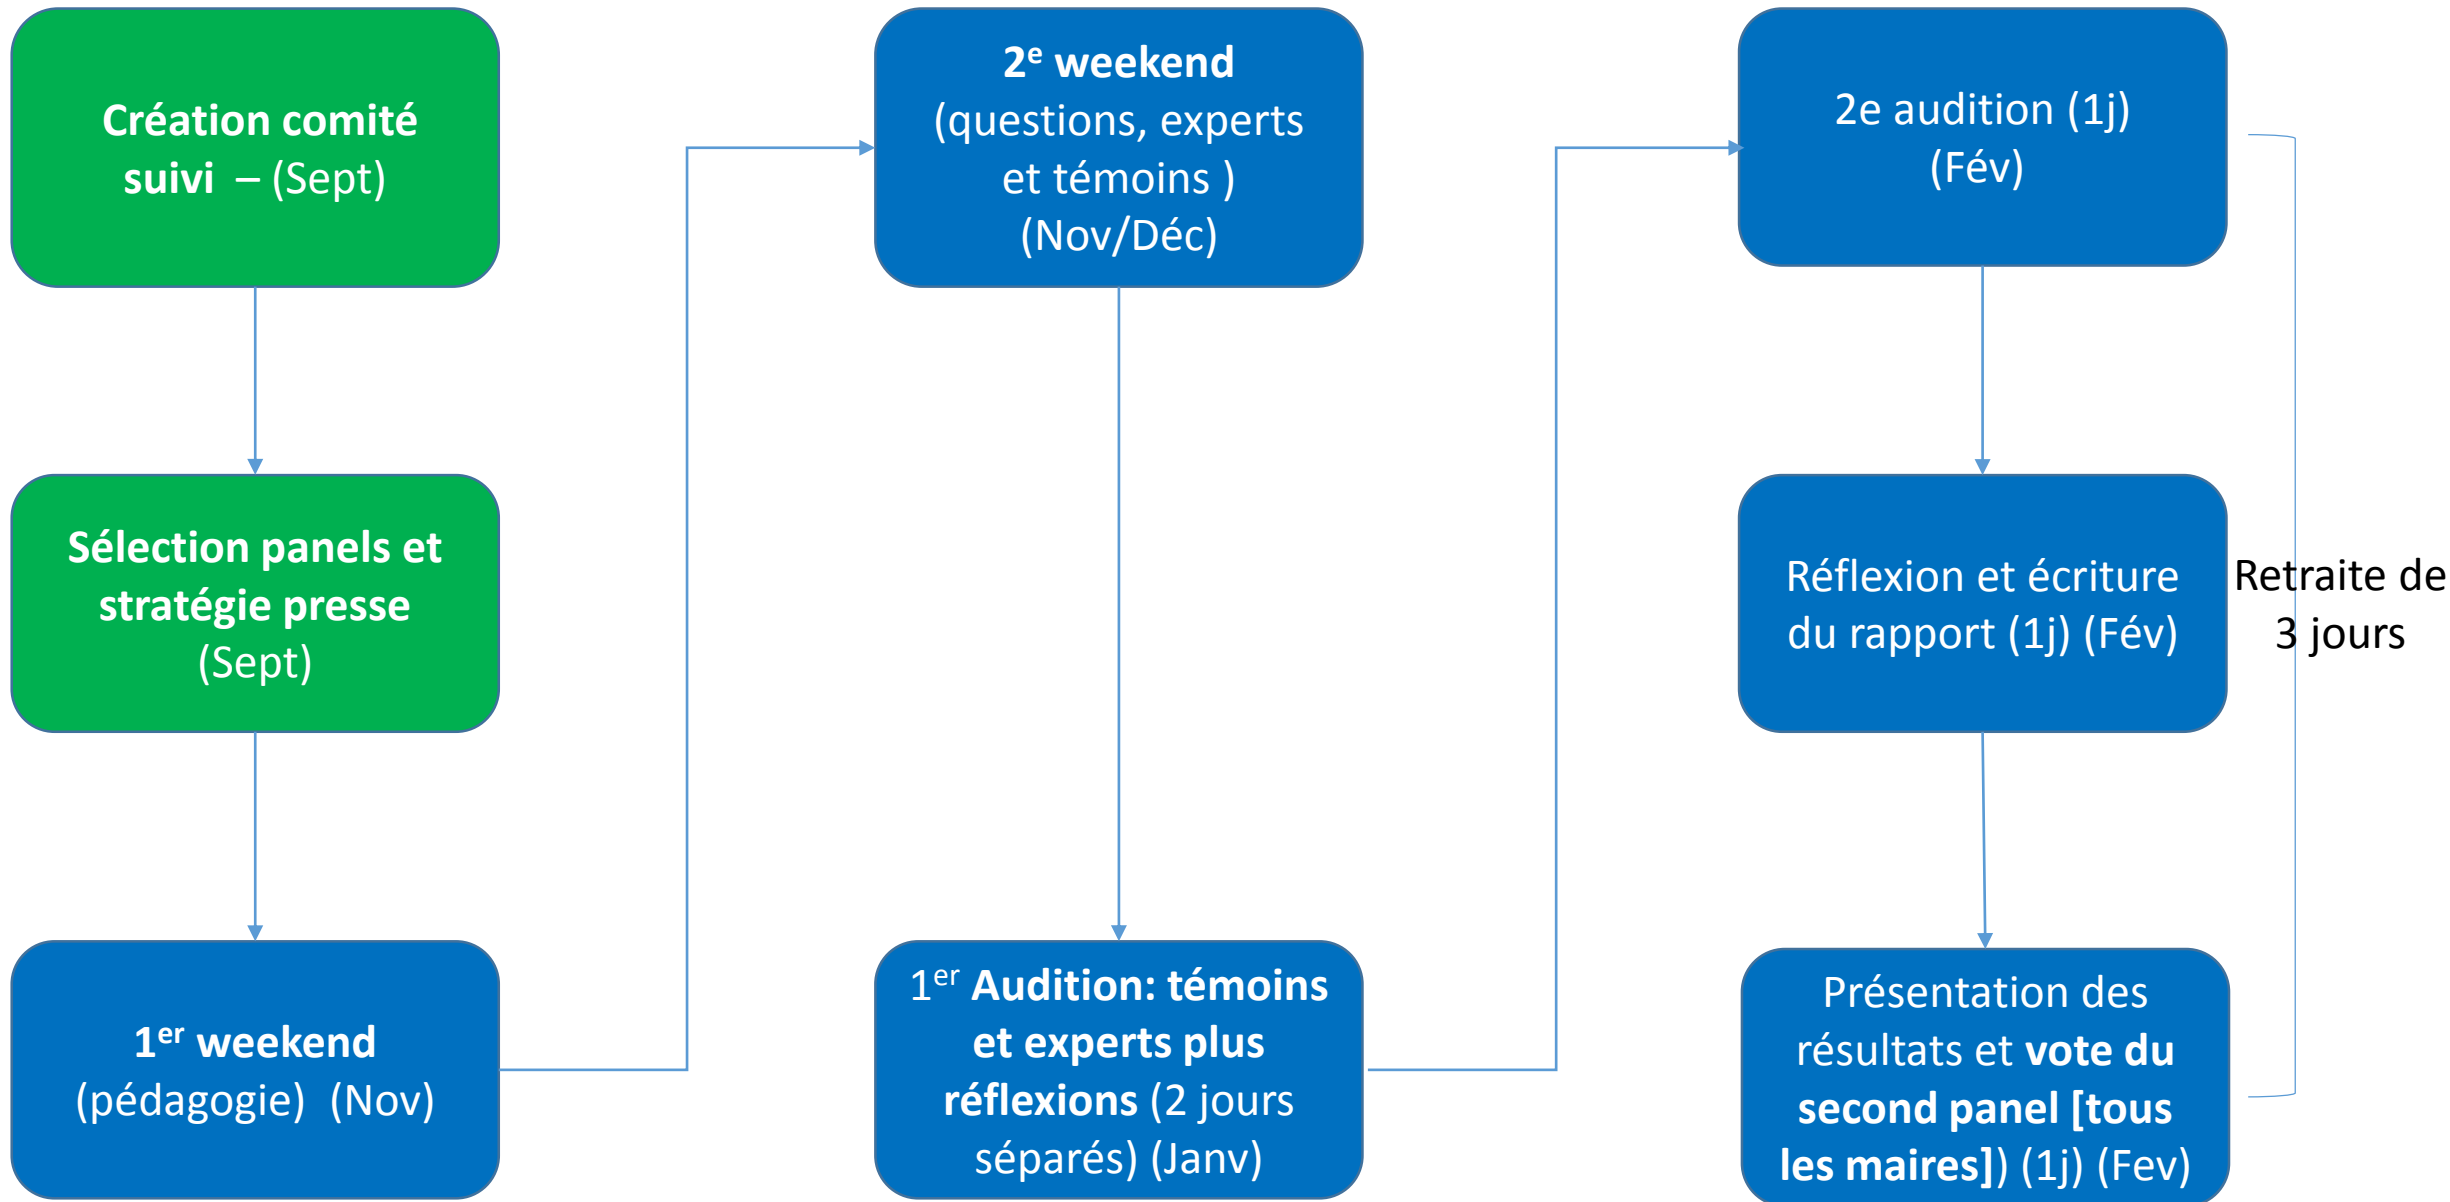 Création comité
suivi – (Sept)
Sélection panels et
stratégie presse
(Sept)
1er weekend
(pédagogie) (Nov)
2e weekend
(questions, experts
et témoins )
(Nov/Déc)
1er Audition: témoins
et experts plus
réflexions (2 jours
séparés) (Janv)
2e audition (1j)
(Fév)
Réflexion et écriture
du rapport (1j) (Fév)
Présentation des
résultats et vote du
second panel [tous
les maires]) (1j) (Fev)
Retraite de
3 jours